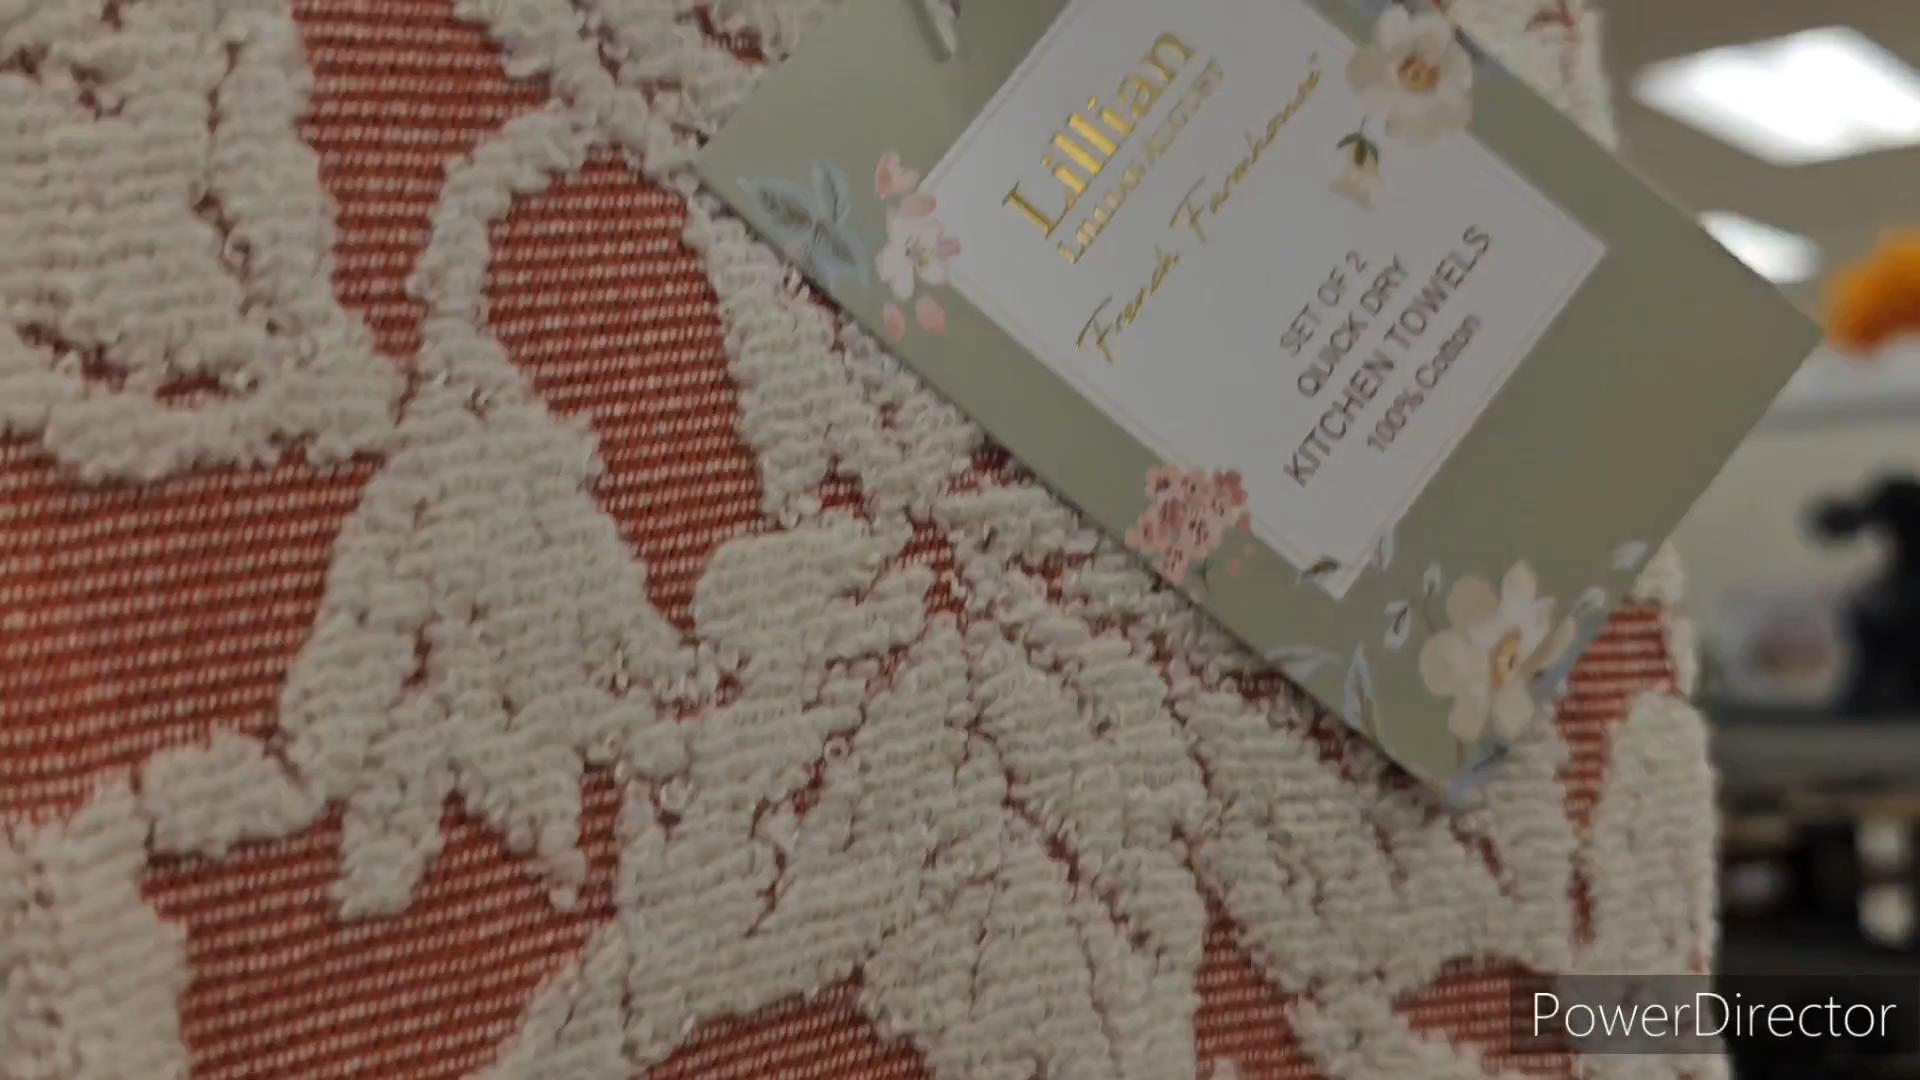 Lillian
French Farmhouse"
SET OF 2
QUICK DRY
KITCHEN TOWELS
100% Cotton
PowerDirector